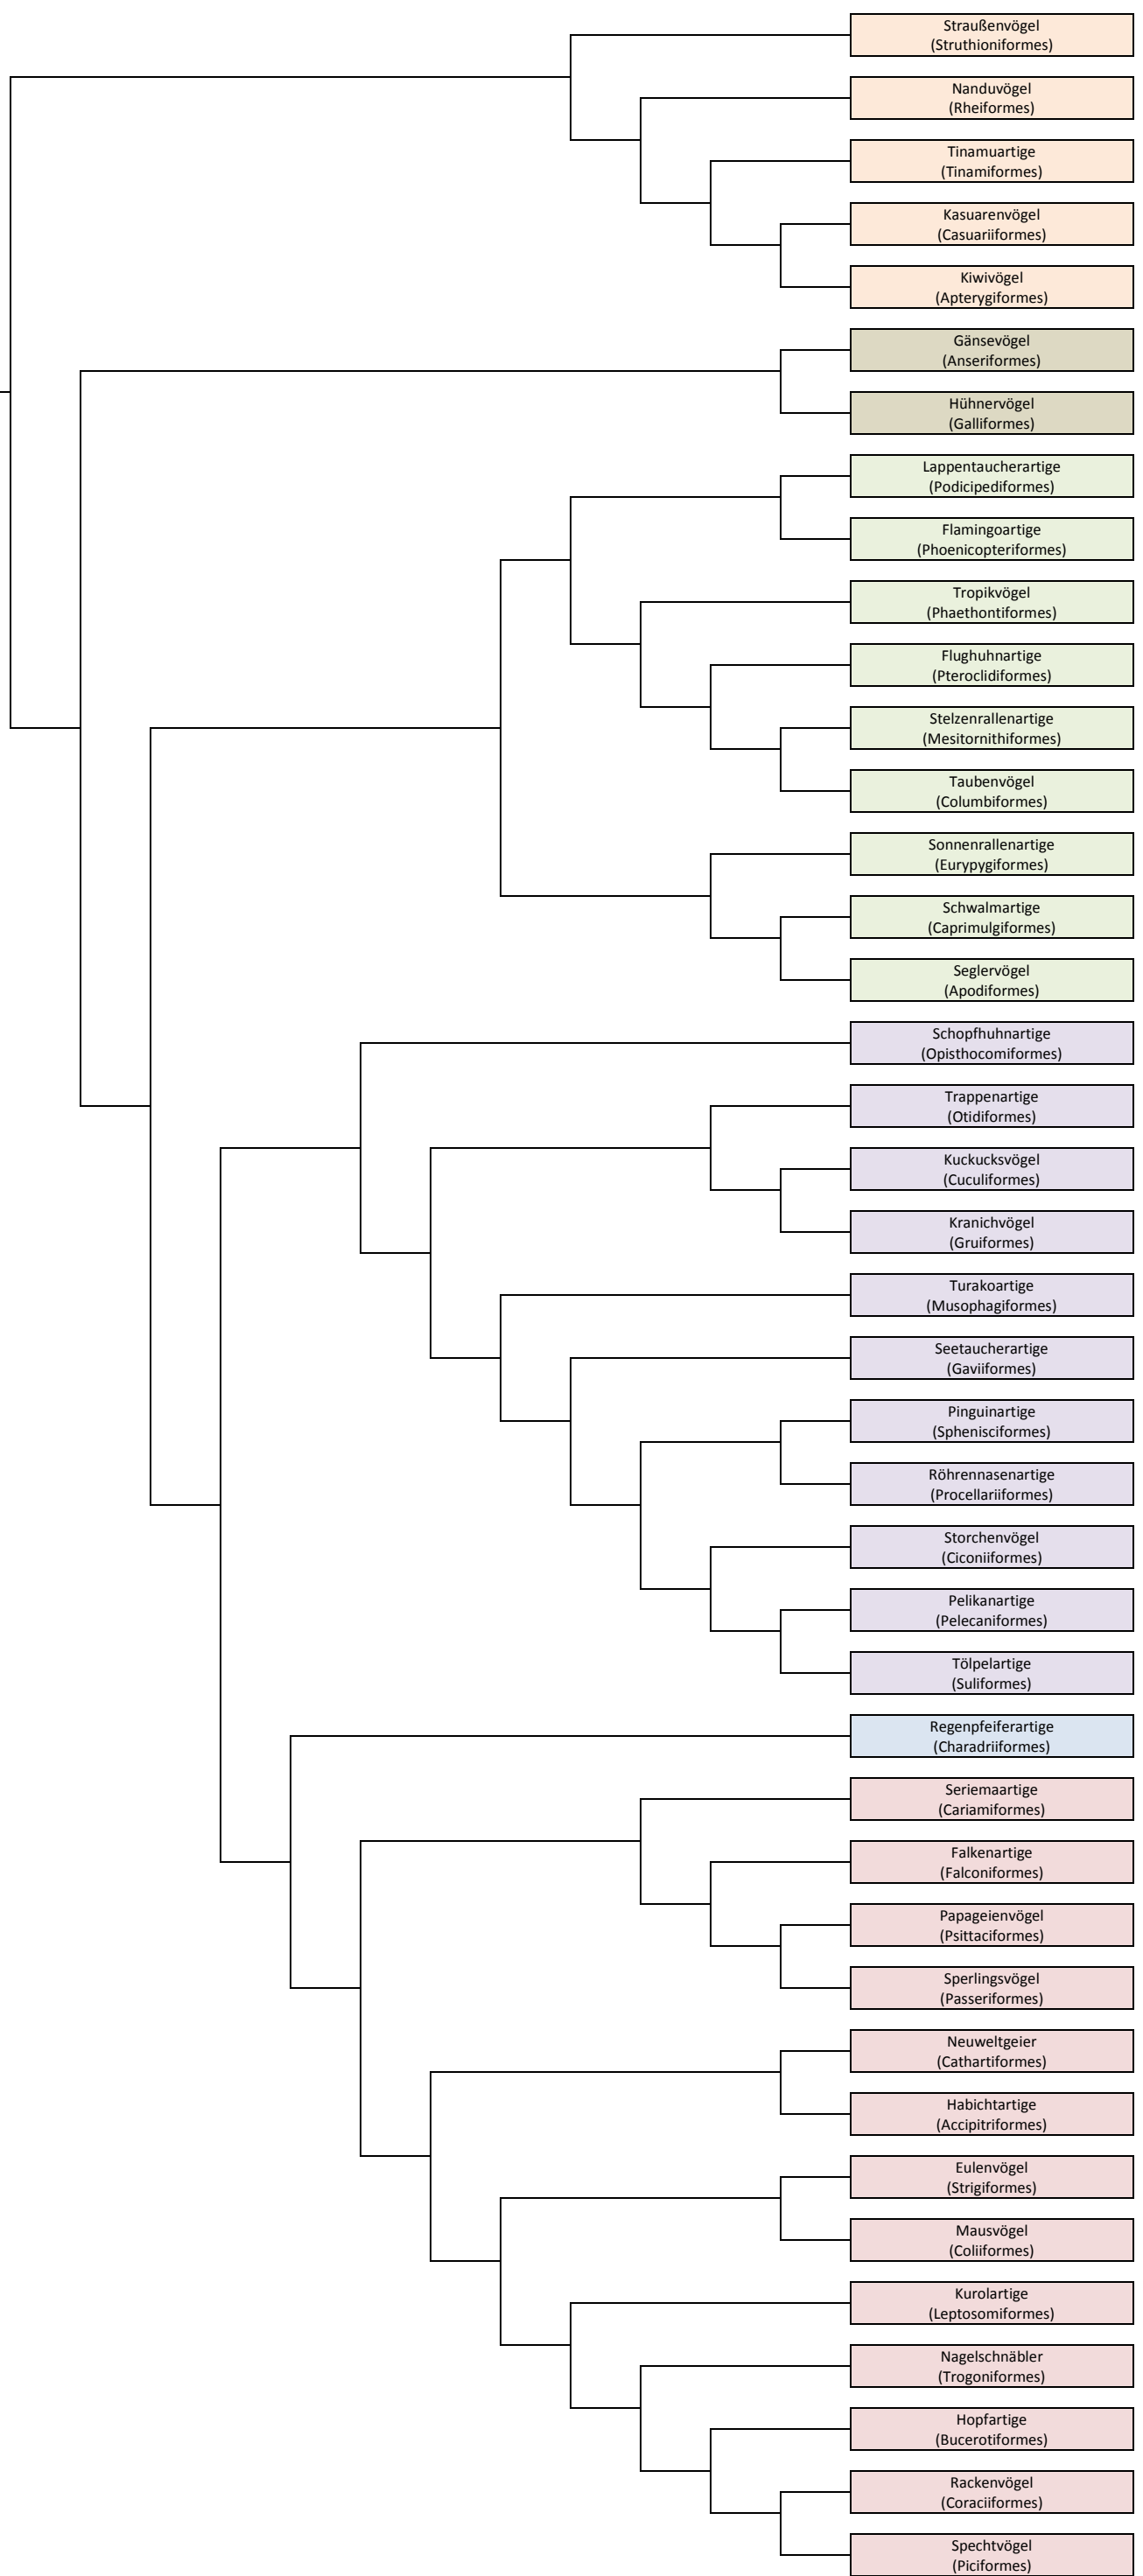 Straußenvögel
(Struthioniformes)
Nanduvögel
(Rheiformes)
Tinamuartige
(Tinamiformes)
Kasuarenvögel
(Casuariiformes)
Kiwivögel
(Apterygiformes)
Gänsevögel
(Anseriformes)
Hühnervögel
(Galliformes)
Lappentaucherartige
(Podicipediformes)
Flamingoartige
(Phoenicopteriformes)
Tropikvögel
(Phaethontiformes)
Flughuhnartige
(Pteroclidiformes)
Stelzenrallenartige
(Mesitornithiformes)
Taubenvögel
(Columbiformes)
Sonnenrallenartige
(Eurypygiformes)
Schwalmartige
(Caprimulgiformes)
Seglervögel
(Apodiformes)
Schopfhuhnartige
(Opisthocomiformes)
Trappenartige
(Otidiformes)
Kuckucksvögel
(Cuculiformes)
Kranichvögel
(Gruiformes)
Turakoartige
(Musophagiformes)
Seetaucherartige
(Gaviiformes)
Pinguinartige
(Sphenisciformes)
Röhrennasenartige
(Procellariiformes)
Storchenvögel
(Ciconiiformes)
Pelikanartige
(Pelecaniformes)
Tölpelartige
(Suliformes)
Regenpfeiferartige
(Charadriiformes)
Seriemaartige
(Cariamiformes)
Falkenartige
(Falconiformes)
Papageienvögel
(Psittaciformes)
Sperlingsvögel
(Passeriformes)
Neuweltgeier
(Cathartiformes)
Habichtartige
(Accipitriformes)
Eulenvögel
(Strigiformes)
Mausvögel
(Coliiformes)
Kurolartige
(Leptosomiformes)
Nagelschnäbler
(Trogoniformes)
Hopfartige
(Bucerotiformes)
Rackenvögel
(Coraciiformes)
Spechtvögel
(Piciformes)